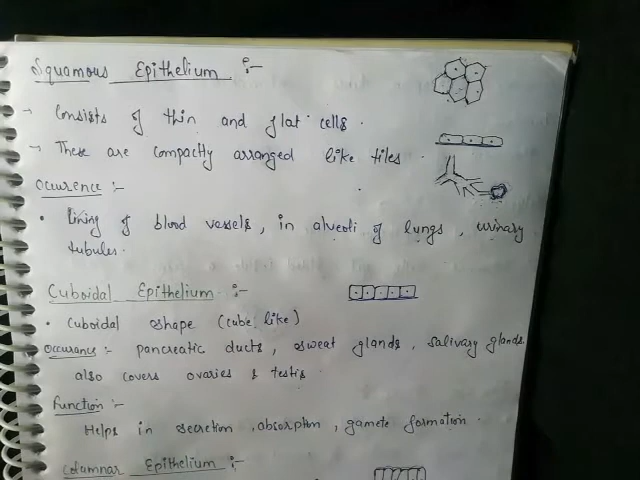 Squamous Epithelium :-
→ Consists of thin and flat cells.
→ These are compactly arranged like tiles.
Occurence :-
• Lining of blood vessels, in alveoli of lungs, urinary
tubules.
Cuboidal Epithelium :-
• Cuboidal shape (cube like)
Occurance :- pancreatic ducts, sweat glands, salivary glands.
also covers ovaries & testis
Function :-
Helps in secretion, absorption, gamete formation.
Columnar Epithelium :-